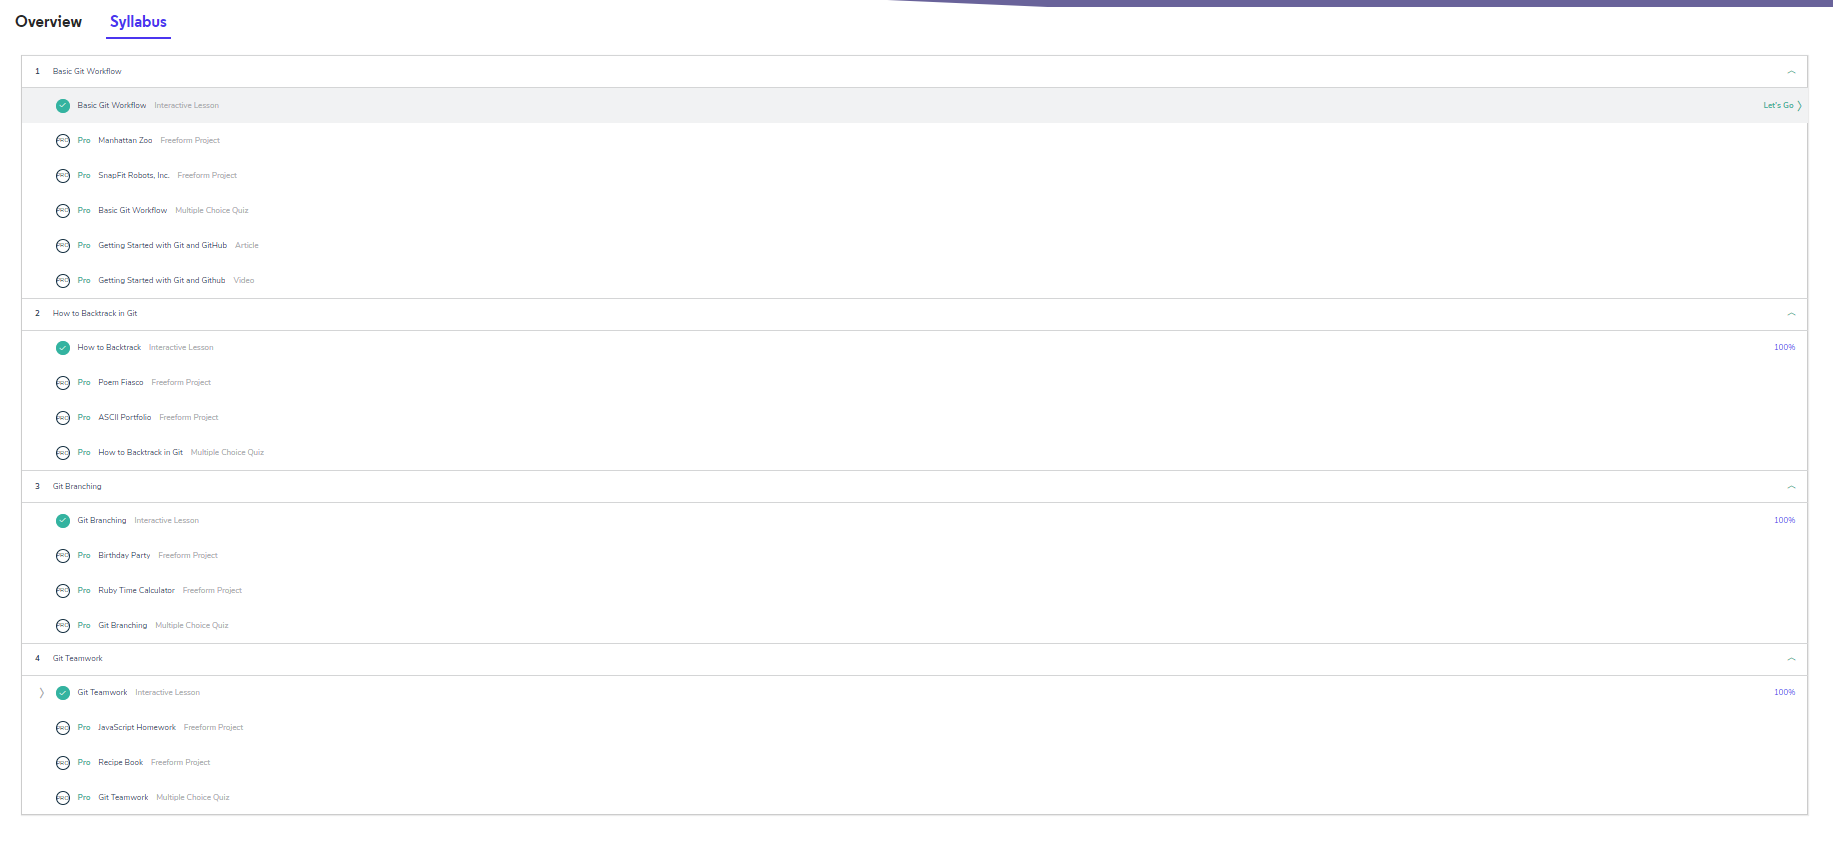 Overview Syllabus
1 Basic Git Workflow
Basic Git Workflow Interactive Lesson Let's Go
PRO Pro Manhattan Zoo Freeform Project
PRO Pro SnapFit Robots, Inc. Freeform Project
PRO Pro Basic Git Workflow Multiple Choice Quiz
PRO Pro Getting Started with Git and GitHub Article
PRO Pro Getting Started with Git and Github Video
2 How to Backtrack in Git
How to Backtrack Interactive Lesson 100%
PRO Pro Poem Fiasco Freeform Project
PRO Pro ASCII Portfolio Freeform Project
PRO Pro How to Backtrack in Git Multiple Choice Quiz
3 Git Branching
Git Branching Interactive Lesson 100%
PRO Pro Birthday Party Freeform Project
PRO Pro Ruby Time Calculator Freeform Project
PRO Pro Git Branching Multiple Choice Quiz
4 Git Teamwork
Git Teamwork Interactive Lesson 100%
PRO Pro JavaScript Homework Freeform Project
PRO Pro Recipe Book Freeform Project
PRO Pro Git Teamwork Multiple Choice Quiz